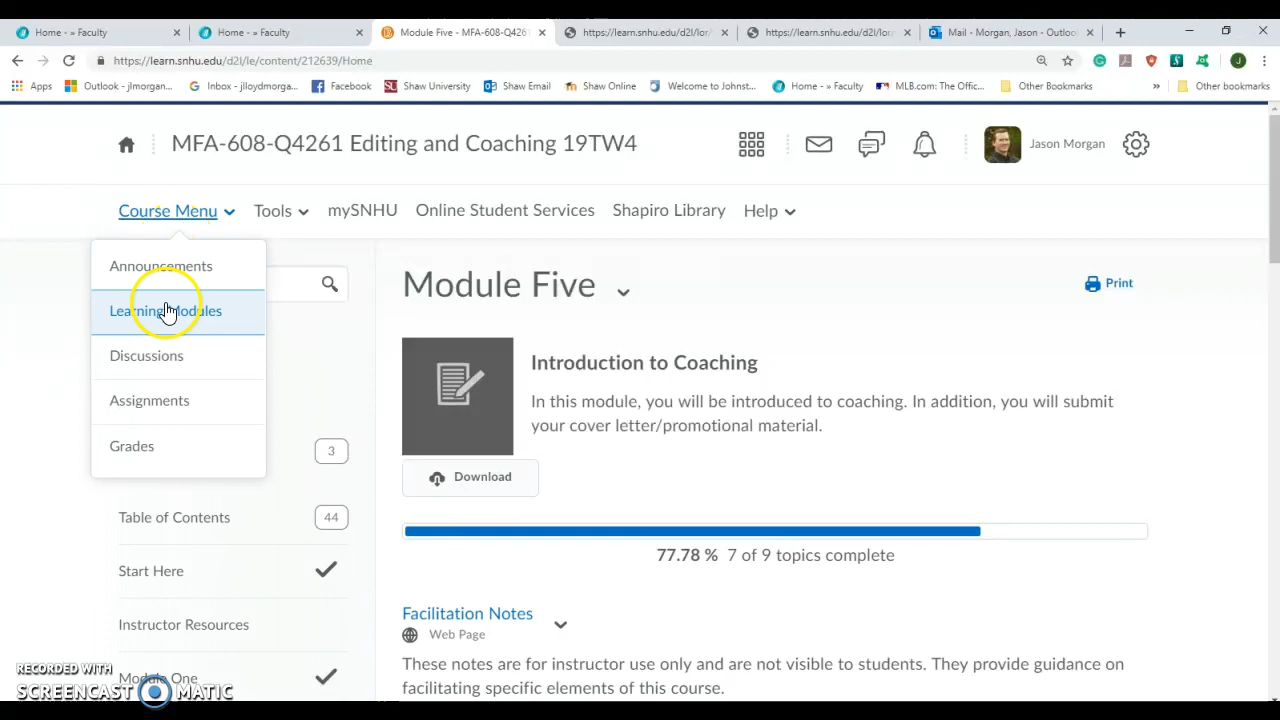 Home - » Faculty
Home - » Faculty
Module Five - MFA-608-Q4261
https://learn.snhu.edu/d2l/lor/
https://learn.snhu.edu/d2l/lor/
Mail - Morgan, Jason - Outlook
https://learn.snhu.edu/d2l/le/content/212639/Home
Apps
Outlook - jlmorgan...
Inbox - jlloydmorga...
Facebook
Shaw University
Shaw Email
Shaw Online
Welcome to Johnst...
Home - » Faculty
MLB.com: The Offic...
Other Bookmarks
»
Other bookmarks
MFA-608-Q4261 Editing and Coaching 19TW4
Jason Morgan
Course Menu
Tools
mySNHU
Online Student Services
Shapiro Library
Help
Announcements
Learning Modules
Discussions
Assignments
Grades
3
Table of Contents
44
Start Here
Instructor Resources
Module One
Module Five
Print
Introduction to Coaching
In this module, you will be introduced to coaching. In addition, you will submit
your cover letter/promotional material.
Download
77.78 % 7 of 9 topics complete
Facilitation Notes
Web Page
These notes are for instructor use only and are not visible to students. They provide guidance on
facilitating specific elements of this course.
RECORDED WITH
SCREENCAST MATIC